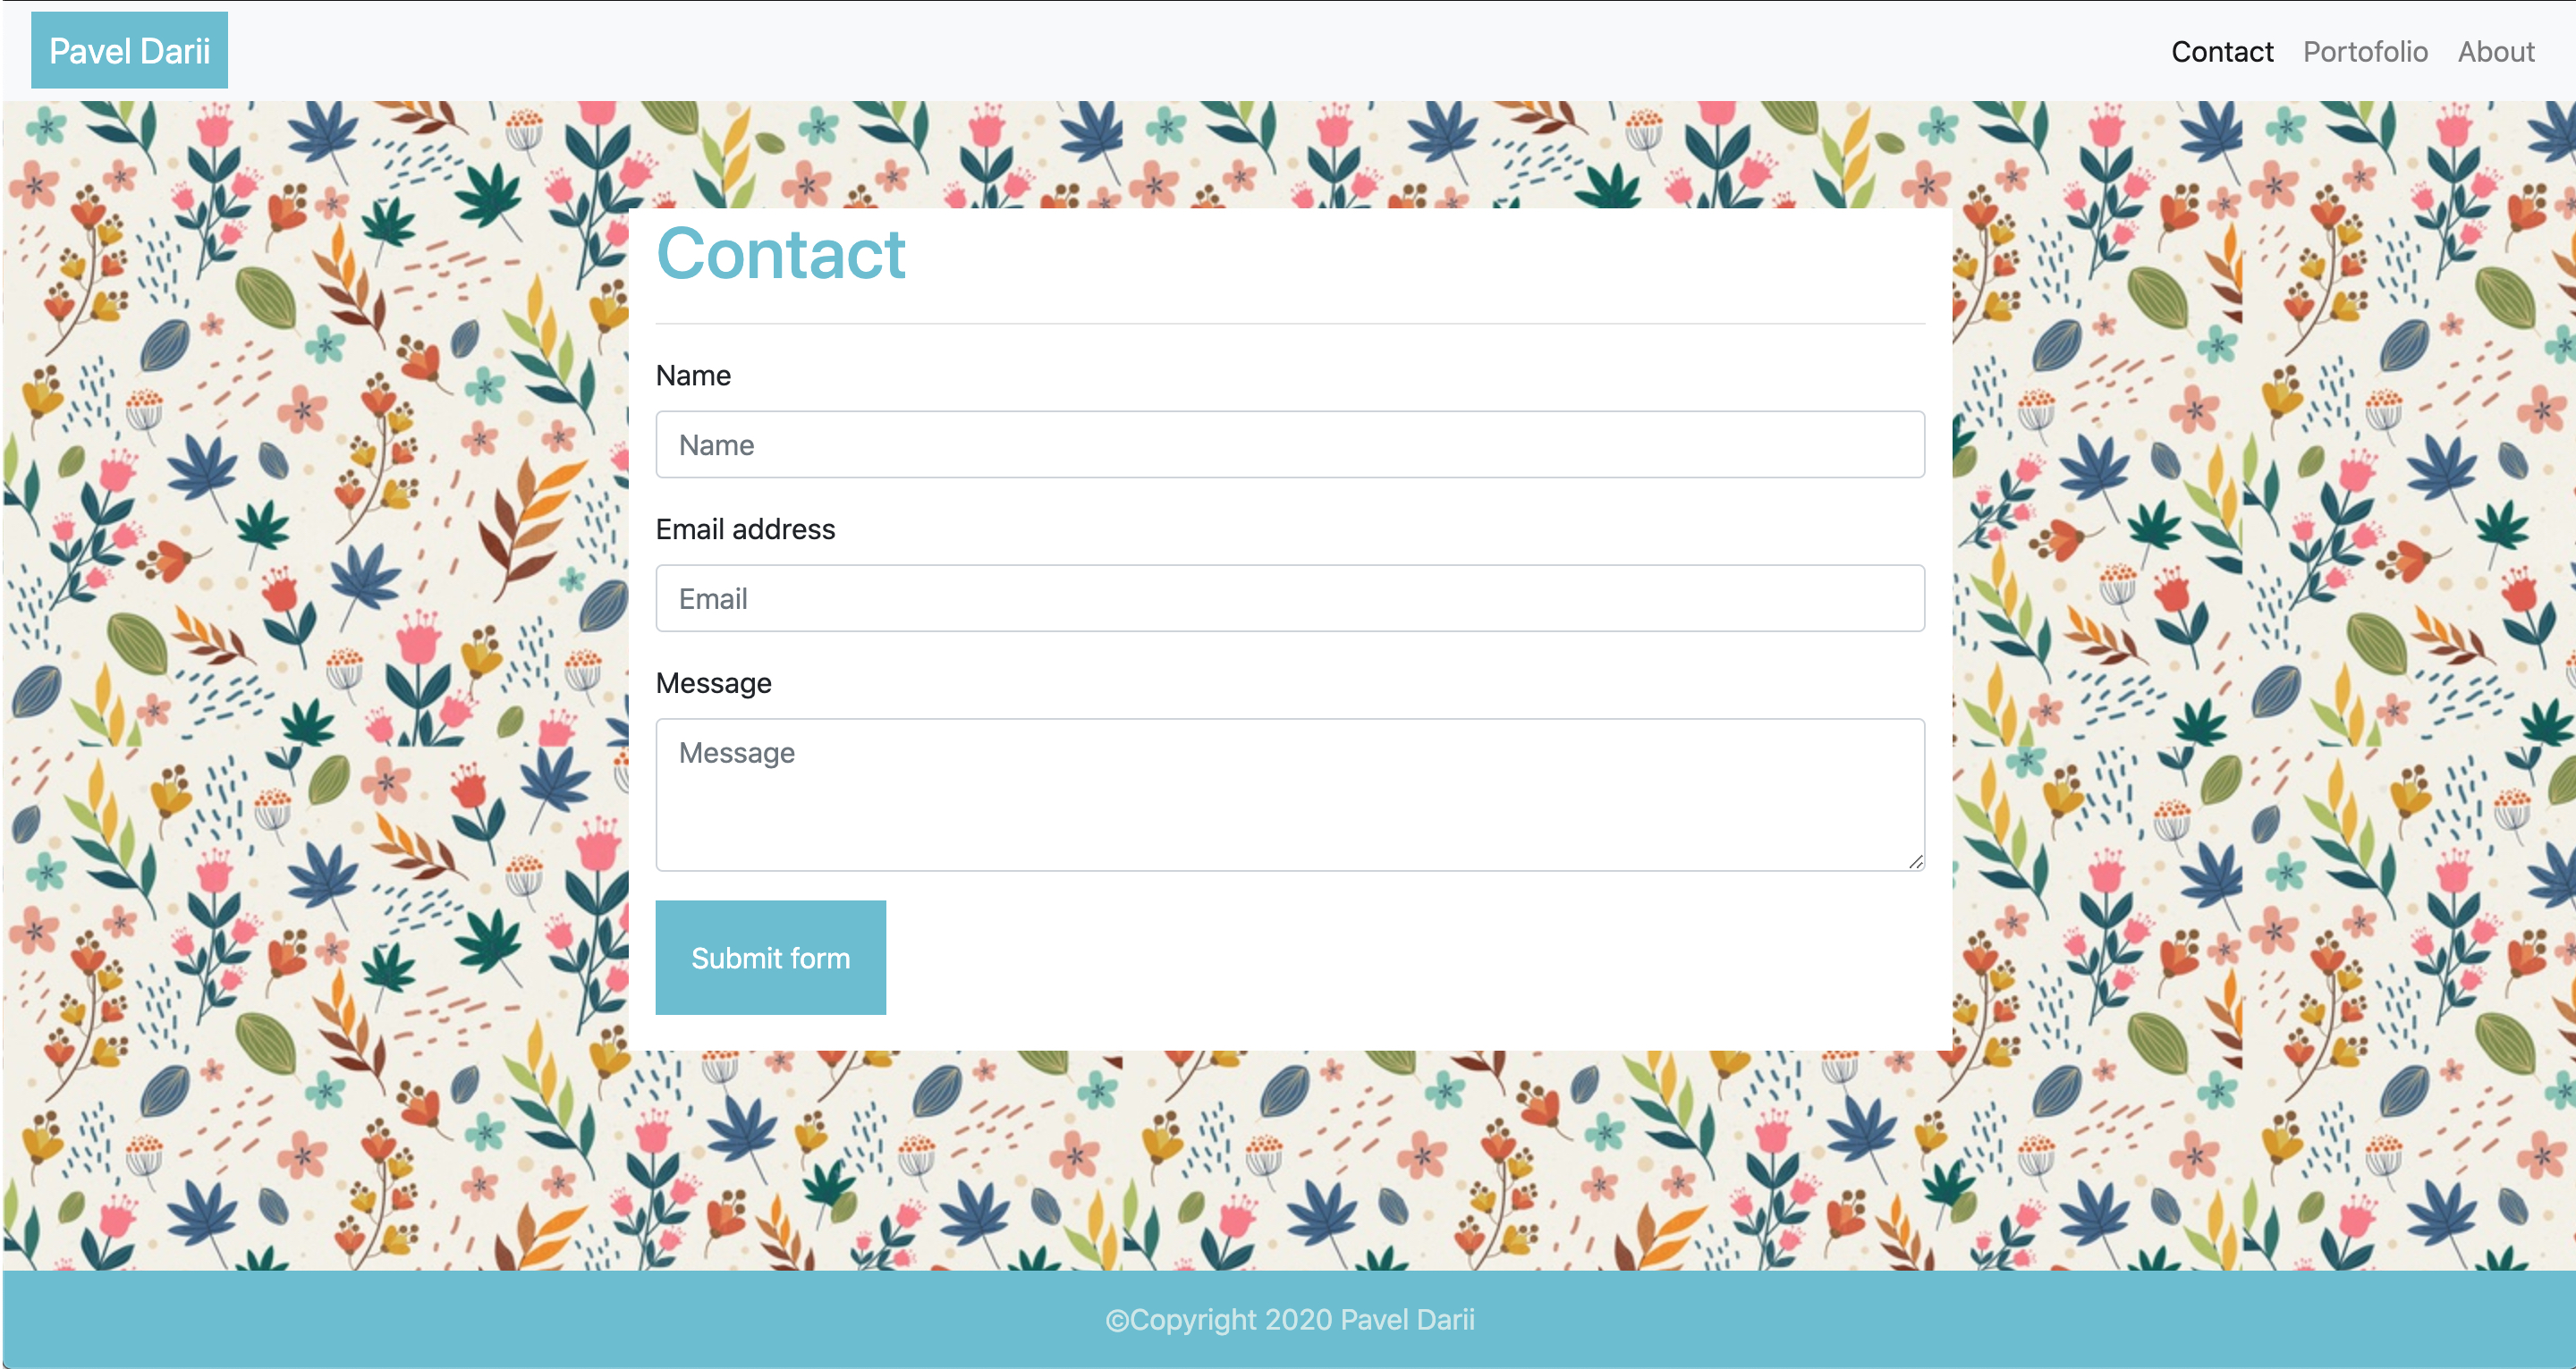 Pavel Darii
Contact Portofolio About
Contact
Name
Name
Email address
Email
Message
Message
Submit form
©Copyright 2020 Pavel Darii